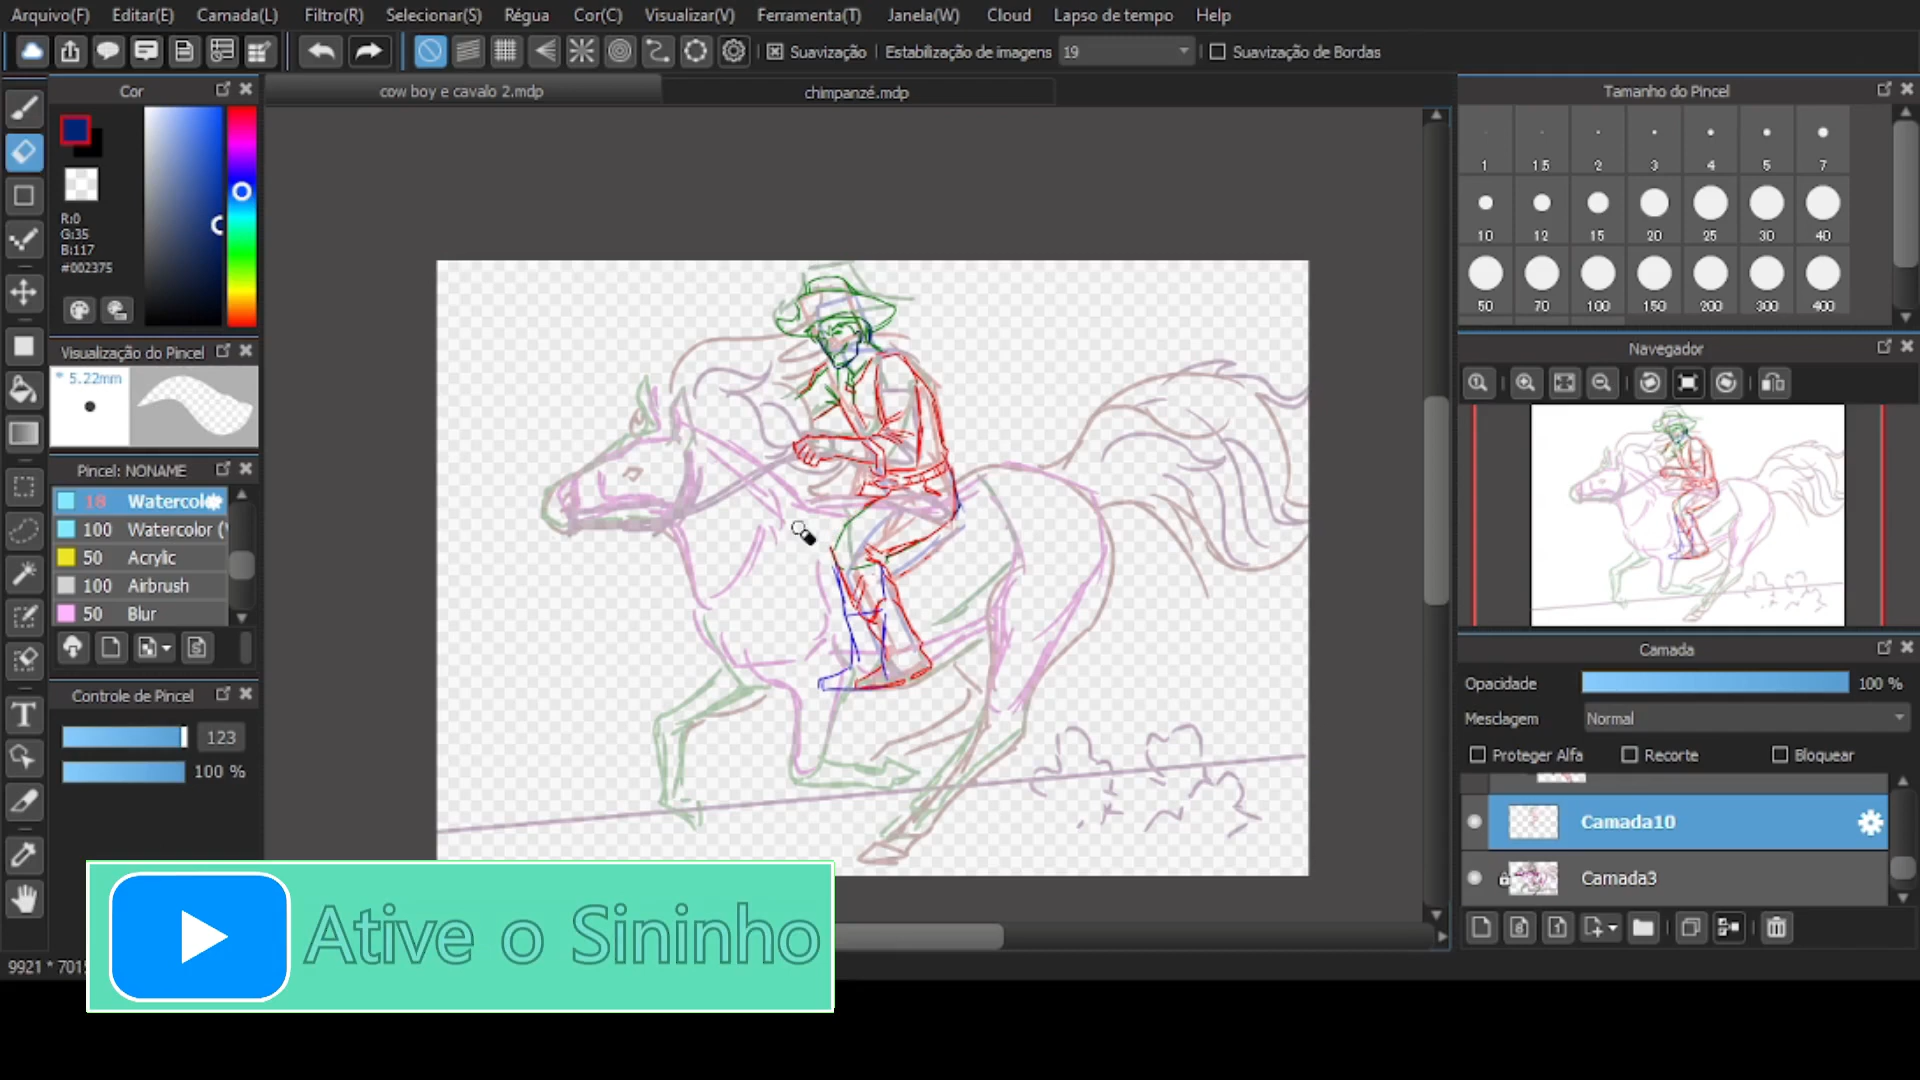 Arquivo(F) Editar(E) Camada(L) Filtro(R) Selecionar(S) Régua Cor(C) Visualizar(V) Ferramenta(T) Janela(W) Cloud Lapso de tempo Help
Suavização Estabilização de imagens 19 Suavização de Bordas
Cor
cow boy e cavalo 2.mdp chimpanzé.mdp
R:0
G:35
B:117
#002375
Visualização do Pincel
* 5.22mm
Pincel: NONAME
18 Watercolo
100 Watercolor (
50 Acrylic
100 Airbrush
50 Blur
Controle de Pincel
123
100 %
9921 * 7015
Ative o Sininho
Tamanho do Pincel
1 1.5 2 3 4 5 7
10 12 15 20 25 30 40
50 70 100 150 200 300 400
Navegador
Camada
Opacidade 100 %
Mesclagem Normal
Proteger Alfa Recorte Bloquear
Camada10
Camada3